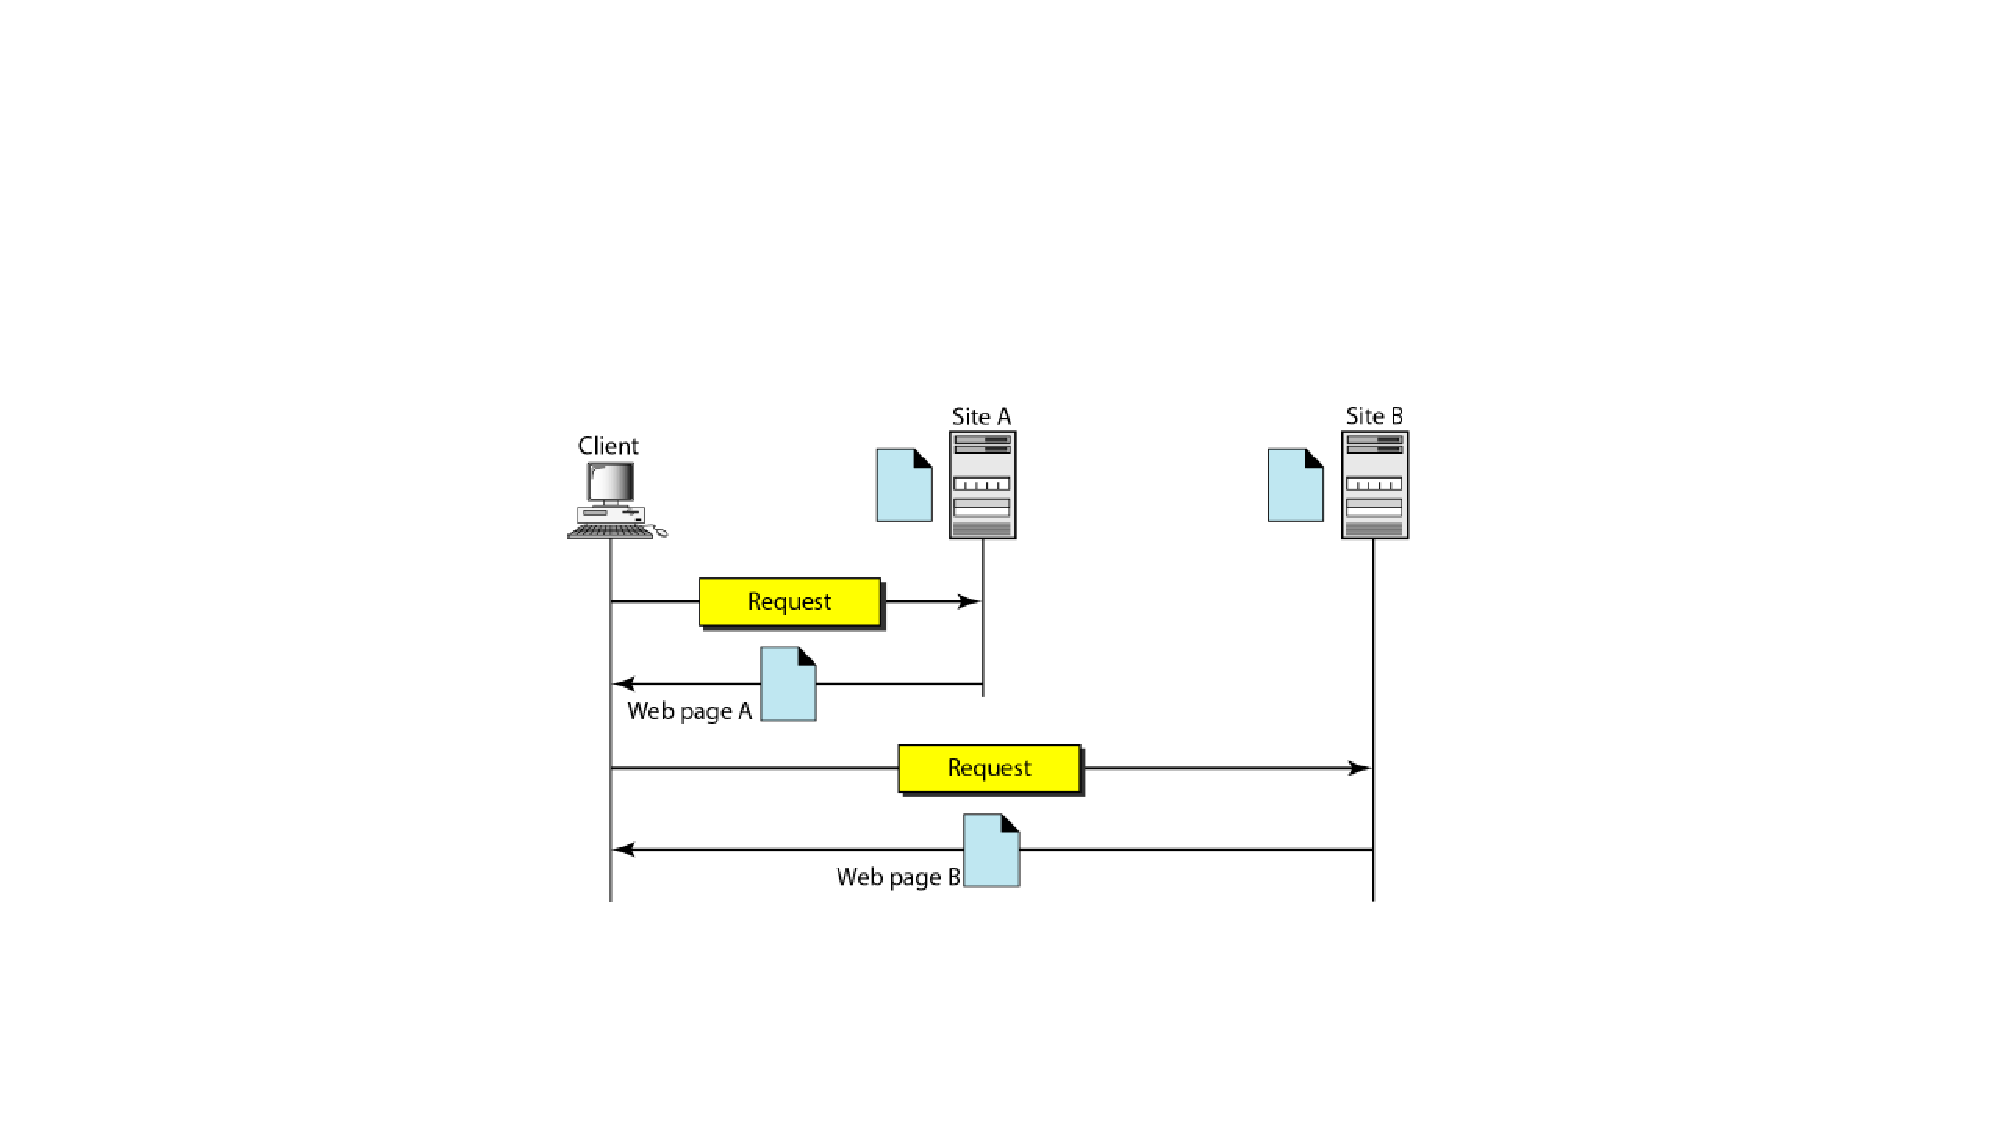 Site A
Site B
Client
Request
Web page A
Request
Web page B